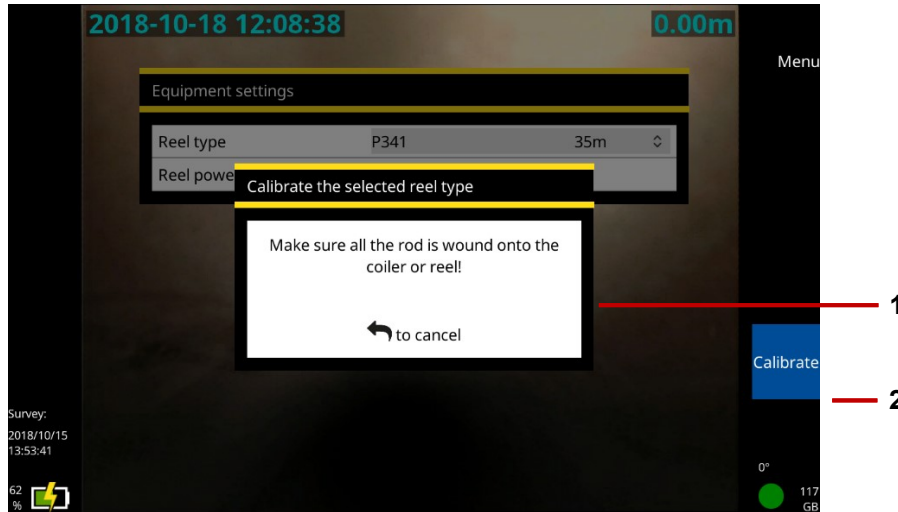 2018-10-18 12:08:38 0.00m
Menu
Equipment settings
Reel type P341 35m
Reel powe
Calibrate the selected reel type
Make sure all the rod is wound onto the
coiler or reel!
to cancel
1
Calibrate
2
Survey:
2018/10/15
13:53:41
0°
62
%
117
GB